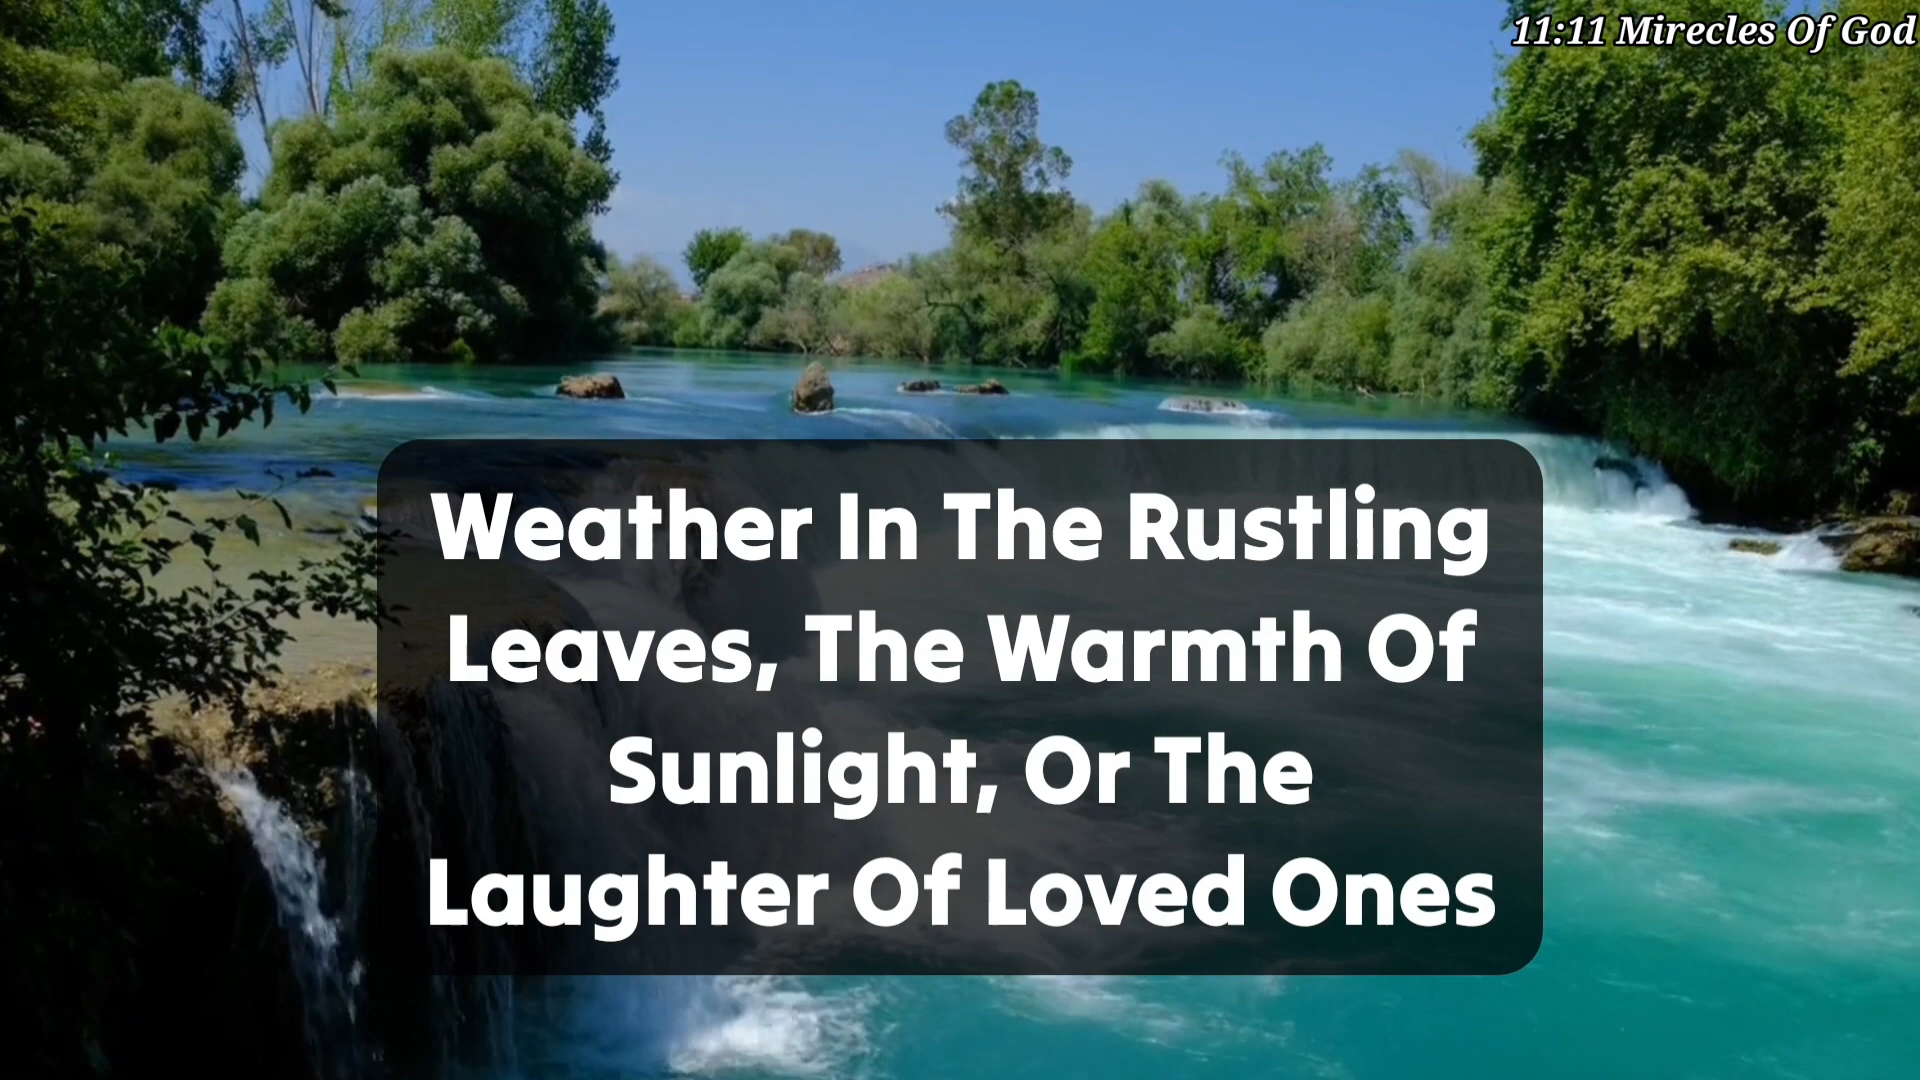 11:11 Mirecles Of God
Weather In The Rustling
Leaves, The Warmth Of
Sunlight, Or The
Laughter Of Loved Ones